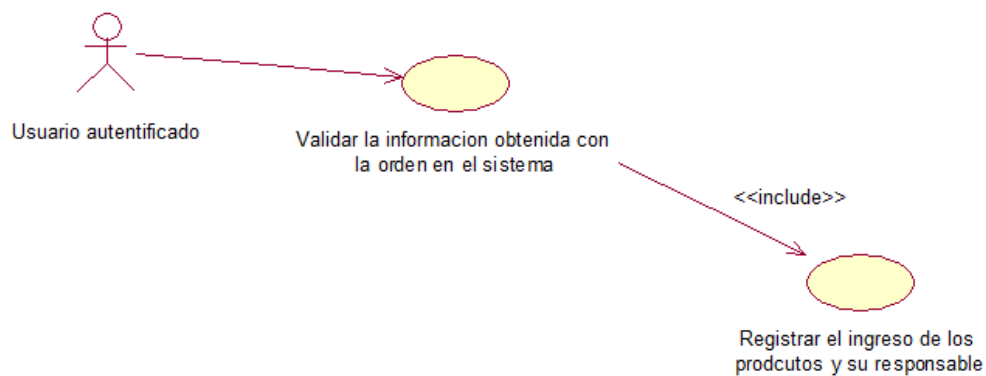 Usuario autentificado
Validar la informacion obtenida con
la orden en el sistema
<<include>>
Registrar el ingreso de los
prodcutos y su responsable